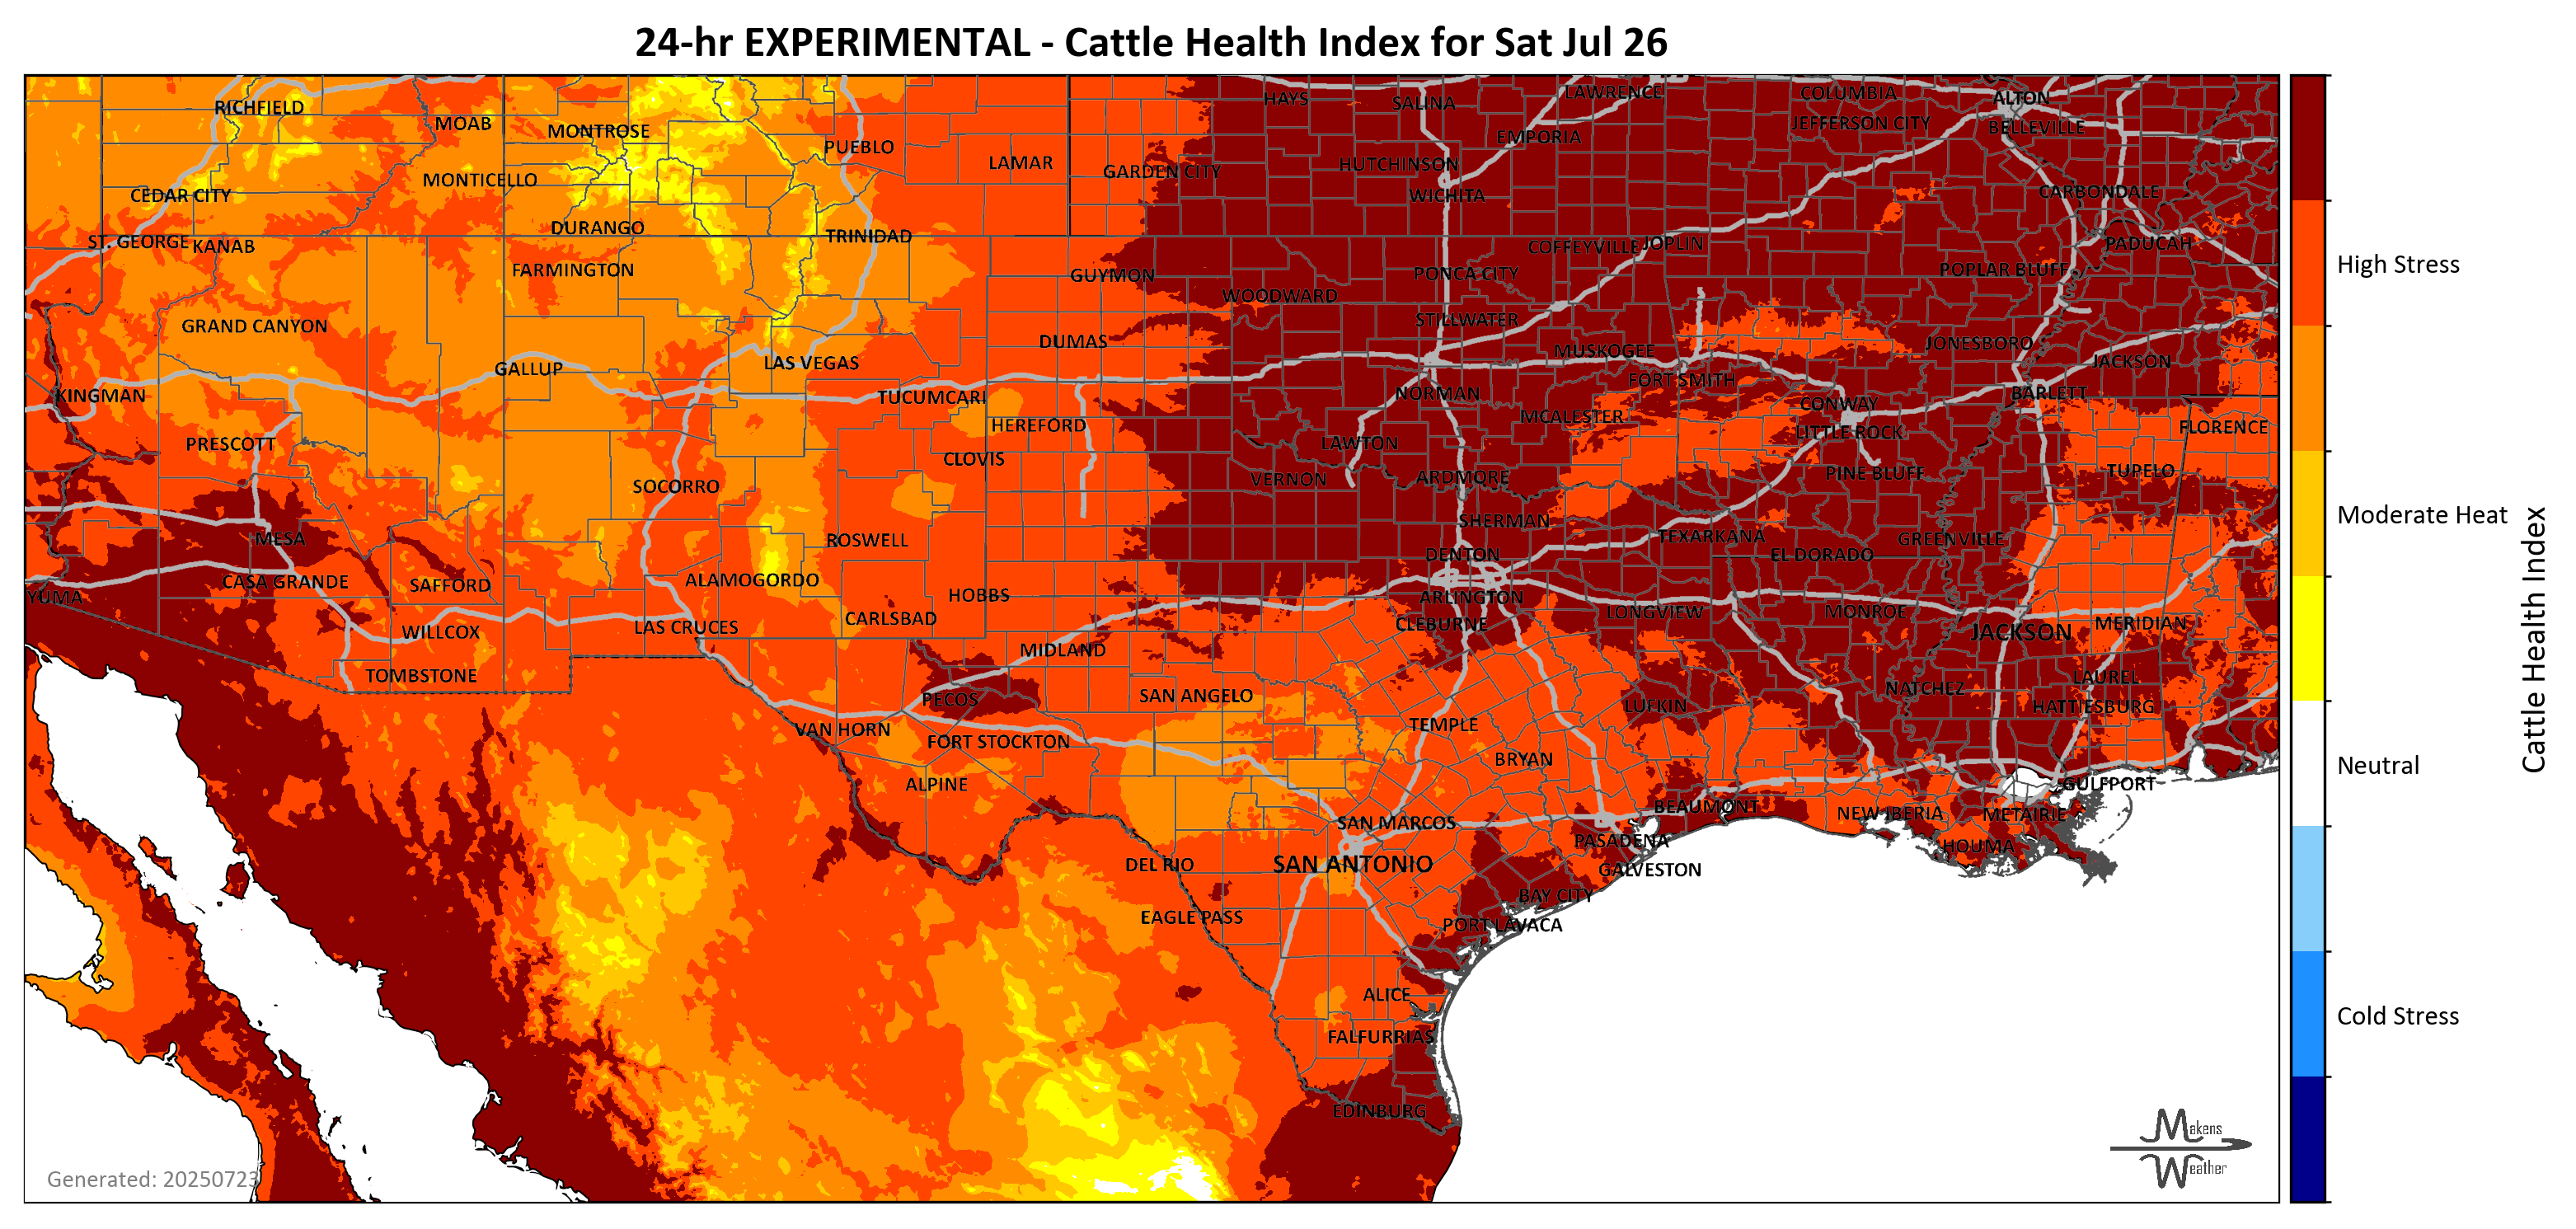 24-hr EXPERIMENTAL - Cattle Health Index for Sat Jul 26
RICHFIELD
MOAB
MONTROSE
PUEBLO
LAMAR
GARDEN CITY
HAYS
SALINA
LAWRENCE
COLUMBIA
ALTON
EMPORIA
JEFFERSON CITY
BELLEVILLE
HUTCHINSON
WICHITA
CARBONDALE
CEDAR CITY
MONTICELLO
DURANGO
TRINIDAD
ST. GEORGE
KANAB
COFFEYVILLE
JOPLIN
PADUCAH
FARMINGTON
GUYMON
PONCA CITY
POPLAR BLUFF
WOODWARD
GRAND CANYON
STILLWATER
DUMAS
MUSKOGEE
JONESBORO
GALLUP
LAS VEGAS
JACKSON
KINGMAN
TUCUMCARI
NORMAN
FORT SMITH
BARLETT
CONWAY
HEREFORD
MCALESTER
LITTLE ROCK
FLORENCE
PRESCOTT
CLOVIS
LAWTON
SOCORRO
VERNON
ARDMORE
PINE BLUFF
TUPELO
MESA
ROSWELL
SHERMAN
TEXARKANA
GREENVILLE
DENTON
EL DORADO
CASA GRANDE
SAFFORD
ALAMOGORDO
HOBBS
ARLINGTON
YUMA
LONGVIEW
MONROE
WILLCOX
LAS CRUCES
CARLSBAD
CLEBURNE
JACKSON
MERIDIAN
TOMBSTONE
MIDLAND
PECOS
SAN ANGELO
LUFKIN
NATCHEZ
LAUREL
HATTIESBURG
VAN HORN
FORT STOCKTON
TEMPLE
ALPINE
BRYAN
GULFPORT
SAN MARCOS
BEAUMONT
NEW IBERIA
METAIRIE
DEL RIO
SAN ANTONIO
PASADENA
GALVESTON
HOUMA
EAGLE PASS
BAY CITY
PORT LAVACA
ALICE
FALFURRIAS
EDINBURG
Generated: 20250723
Makens
Weather
High Stress
Moderate Heat
Neutral
Cold Stress
Cattle Health Index